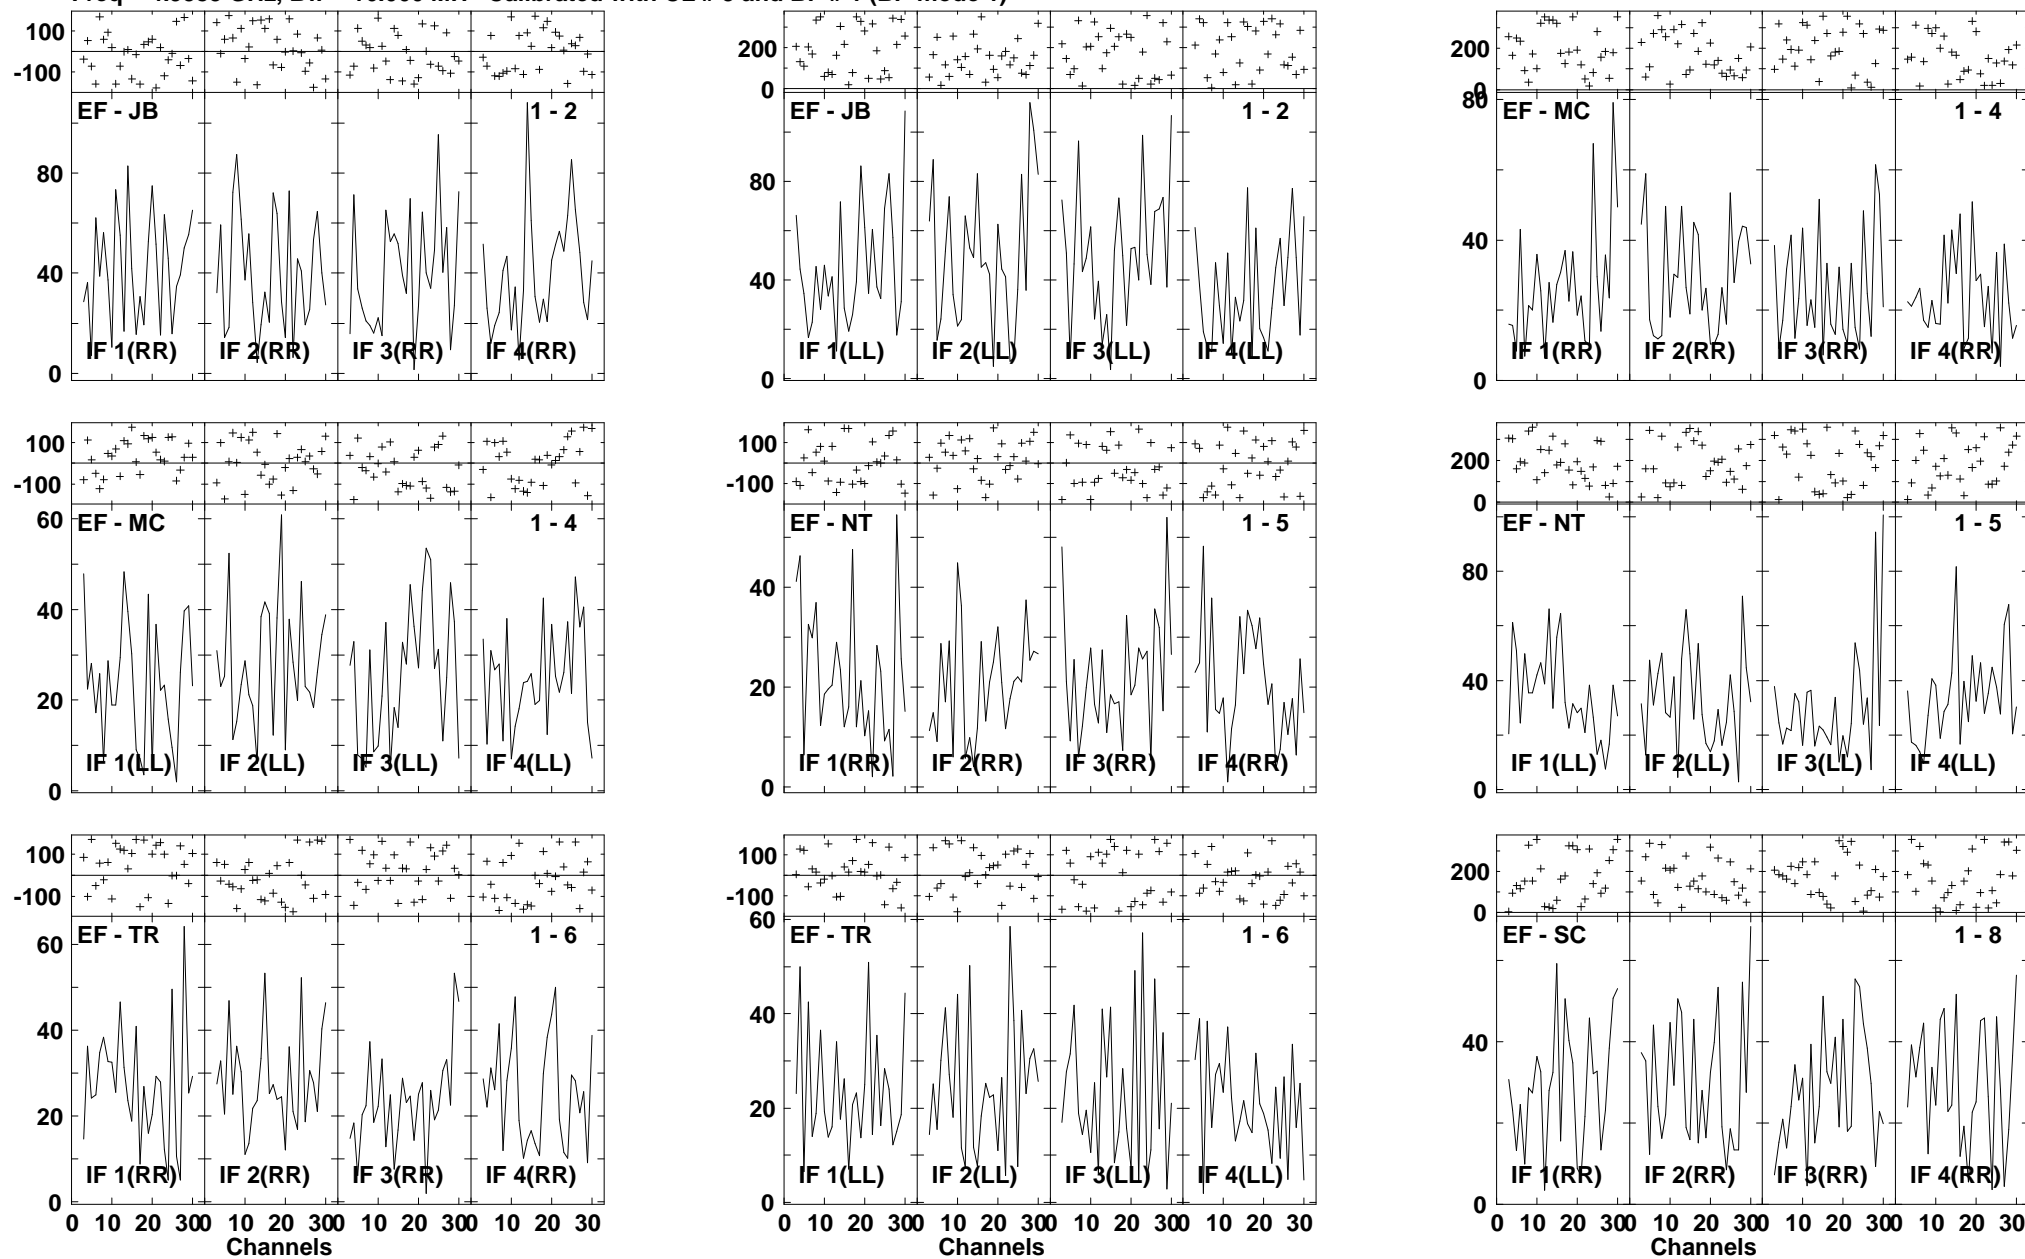 100
-100
EF - JB
1 - 2
80
40
0
IF 1(RR)
IF 2(RR)
IF 3(RR)
IF 4(RR)
200
0
EF - JB
1 - 2
80
40
0
IF 1(LL)
IF 2(LL)
IF 3(LL)
IF 4(LL)
200
0
80
EF - MC
1 - 4
40
0
IF 1(RR)
IF 2(RR)
IF 3(RR)
IF 4(RR)
100
-100
60
EF - MC
1 - 4
40
20
0
IF 1(LL)
IF 2(LL)
IF 3(LL)
IF 4(LL)
100
-100
EF - NT
1 - 5
40
20
0
IF 1(RR)
IF 2(RR)
IF 3(RR)
IF 4(RR)
200
0
EF - NT
1 - 5
80
40
0
IF 1(LL)
IF 2(LL)
IF 3(LL)
IF 4(LL)
100
-100
EF - TR
1 - 6
60
40
20
0
IF 1(RR)
IF 2(RR)
IF 3(RR)
IF 4(RR)
0 10 20 30 0 10 20 30 0 10 20 30 0 10 20 30
Channels
100
-100
60
EF - TR
1 - 6
40
20
0
IF 1(LL)
IF 2(LL)
IF 3(LL)
IF 4(LL)
0 10 20 30 0 10 20 30 0 10 20 30 0 10 20 30
Channels
200
0
EF - SC
1 - 8
40
0
IF 1(RR)
IF 2(RR)
IF 3(RR)
IF 4(RR)
0 10 20 30 0 10 20 30 0 10 20 30 0 10 20 30
Channels